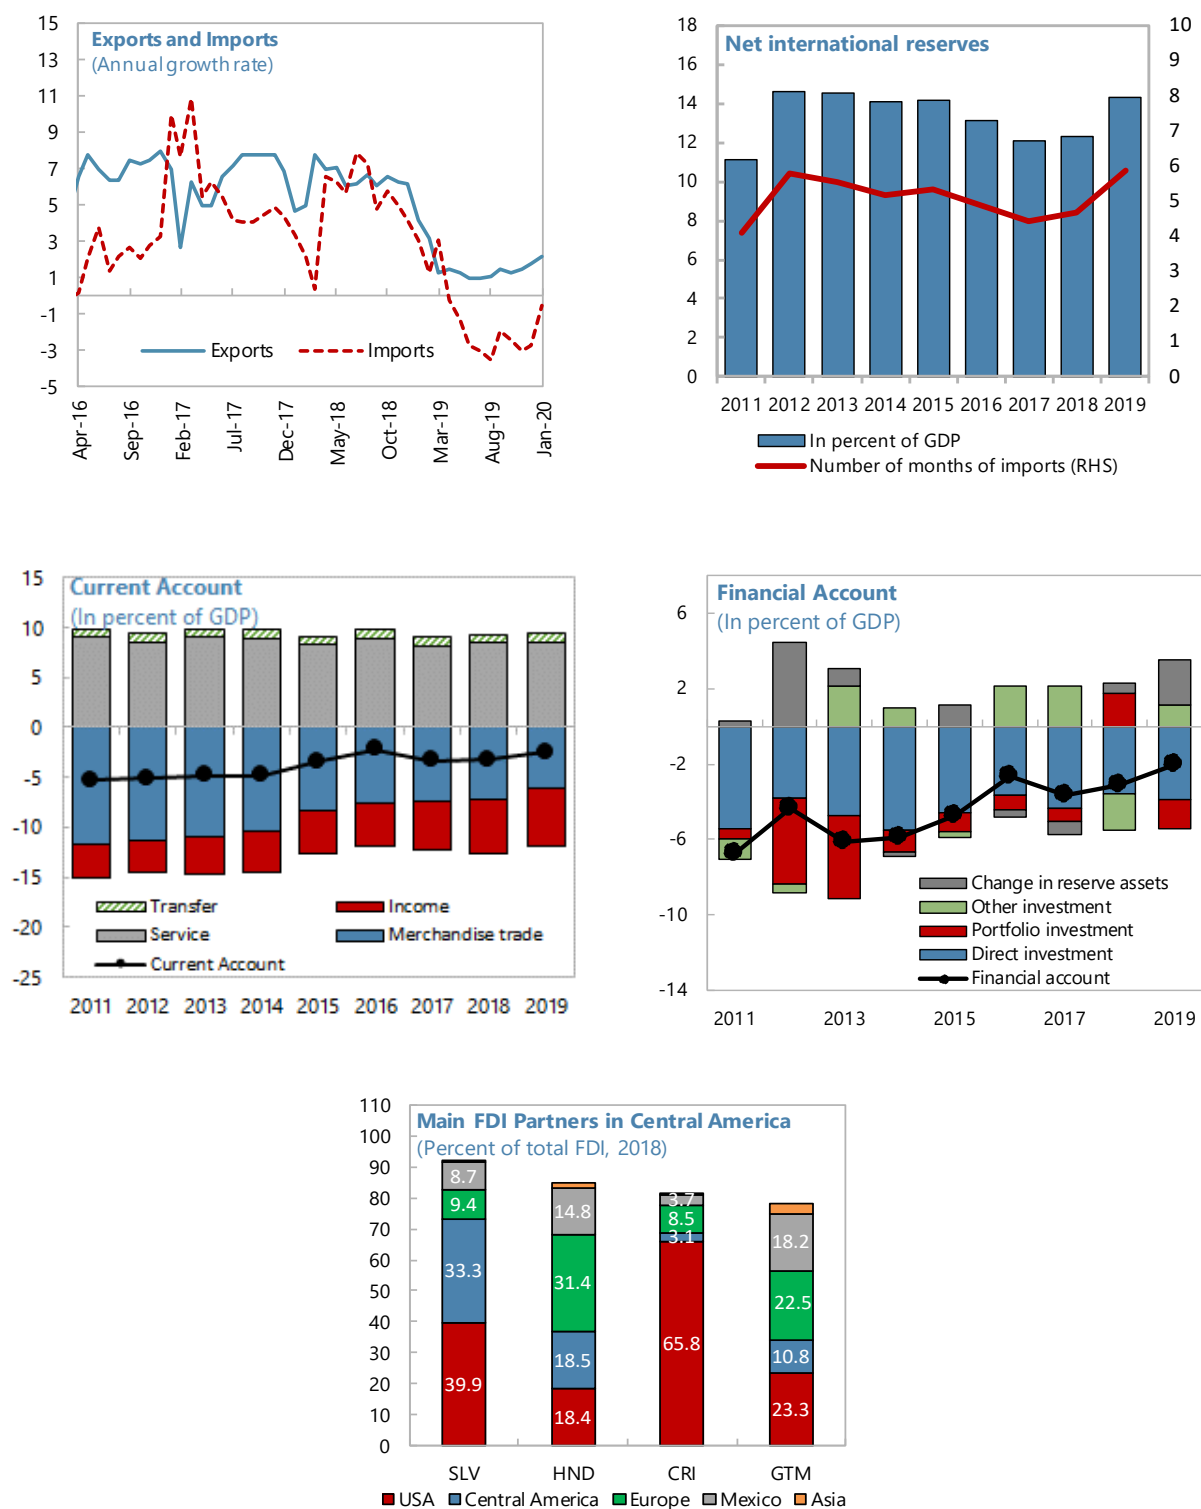 Exports and Imports
(Annual growth rate)
15
13
11
9
7
5
3
1
-1
-3
-5
Exports
Imports
Apr-16
Sep-16
Feb-17
Jul-17
Dec-17
May-18
Oct-18
Mar-19
Aug-19
Jan-20
Net international reserves
18
16
14
12
10
8
6
4
2
0
10
9
8
7
6
5
4
3
2
1
0
2011 2012 2013 2014 2015 2016 2017 2018 2019
In percent of GDP
Number of months of imports (RHS)
Current Account
(In percent of GDP)
15
10
5
0
-5
-10
-15
-20
-25
Transfer
Income
Service
Merchandise trade
Current Account
2011 2012 2013 2014 2015 2016 2017 2018 2019
Financial Account
(In percent of GDP)
6
2
-2
-6
-10
-14
Change in reserve assets
Other investment
Portfolio investment
Direct investment
Financial account
2011 2013 2015 2017 2019
Main FDI Partners in Central America
(Percent of total FDI, 2018)
110
100
90
80
70
60
50
40
30
20
10
0
8.7
9.4
33.3
39.9
14.8
31.4
18.5
18.4
3.7
8.5
3.1
65.8
18.2
22.5
10.8
23.3
SLV HND CRI GTM
USA Central America Europe Mexico Asia